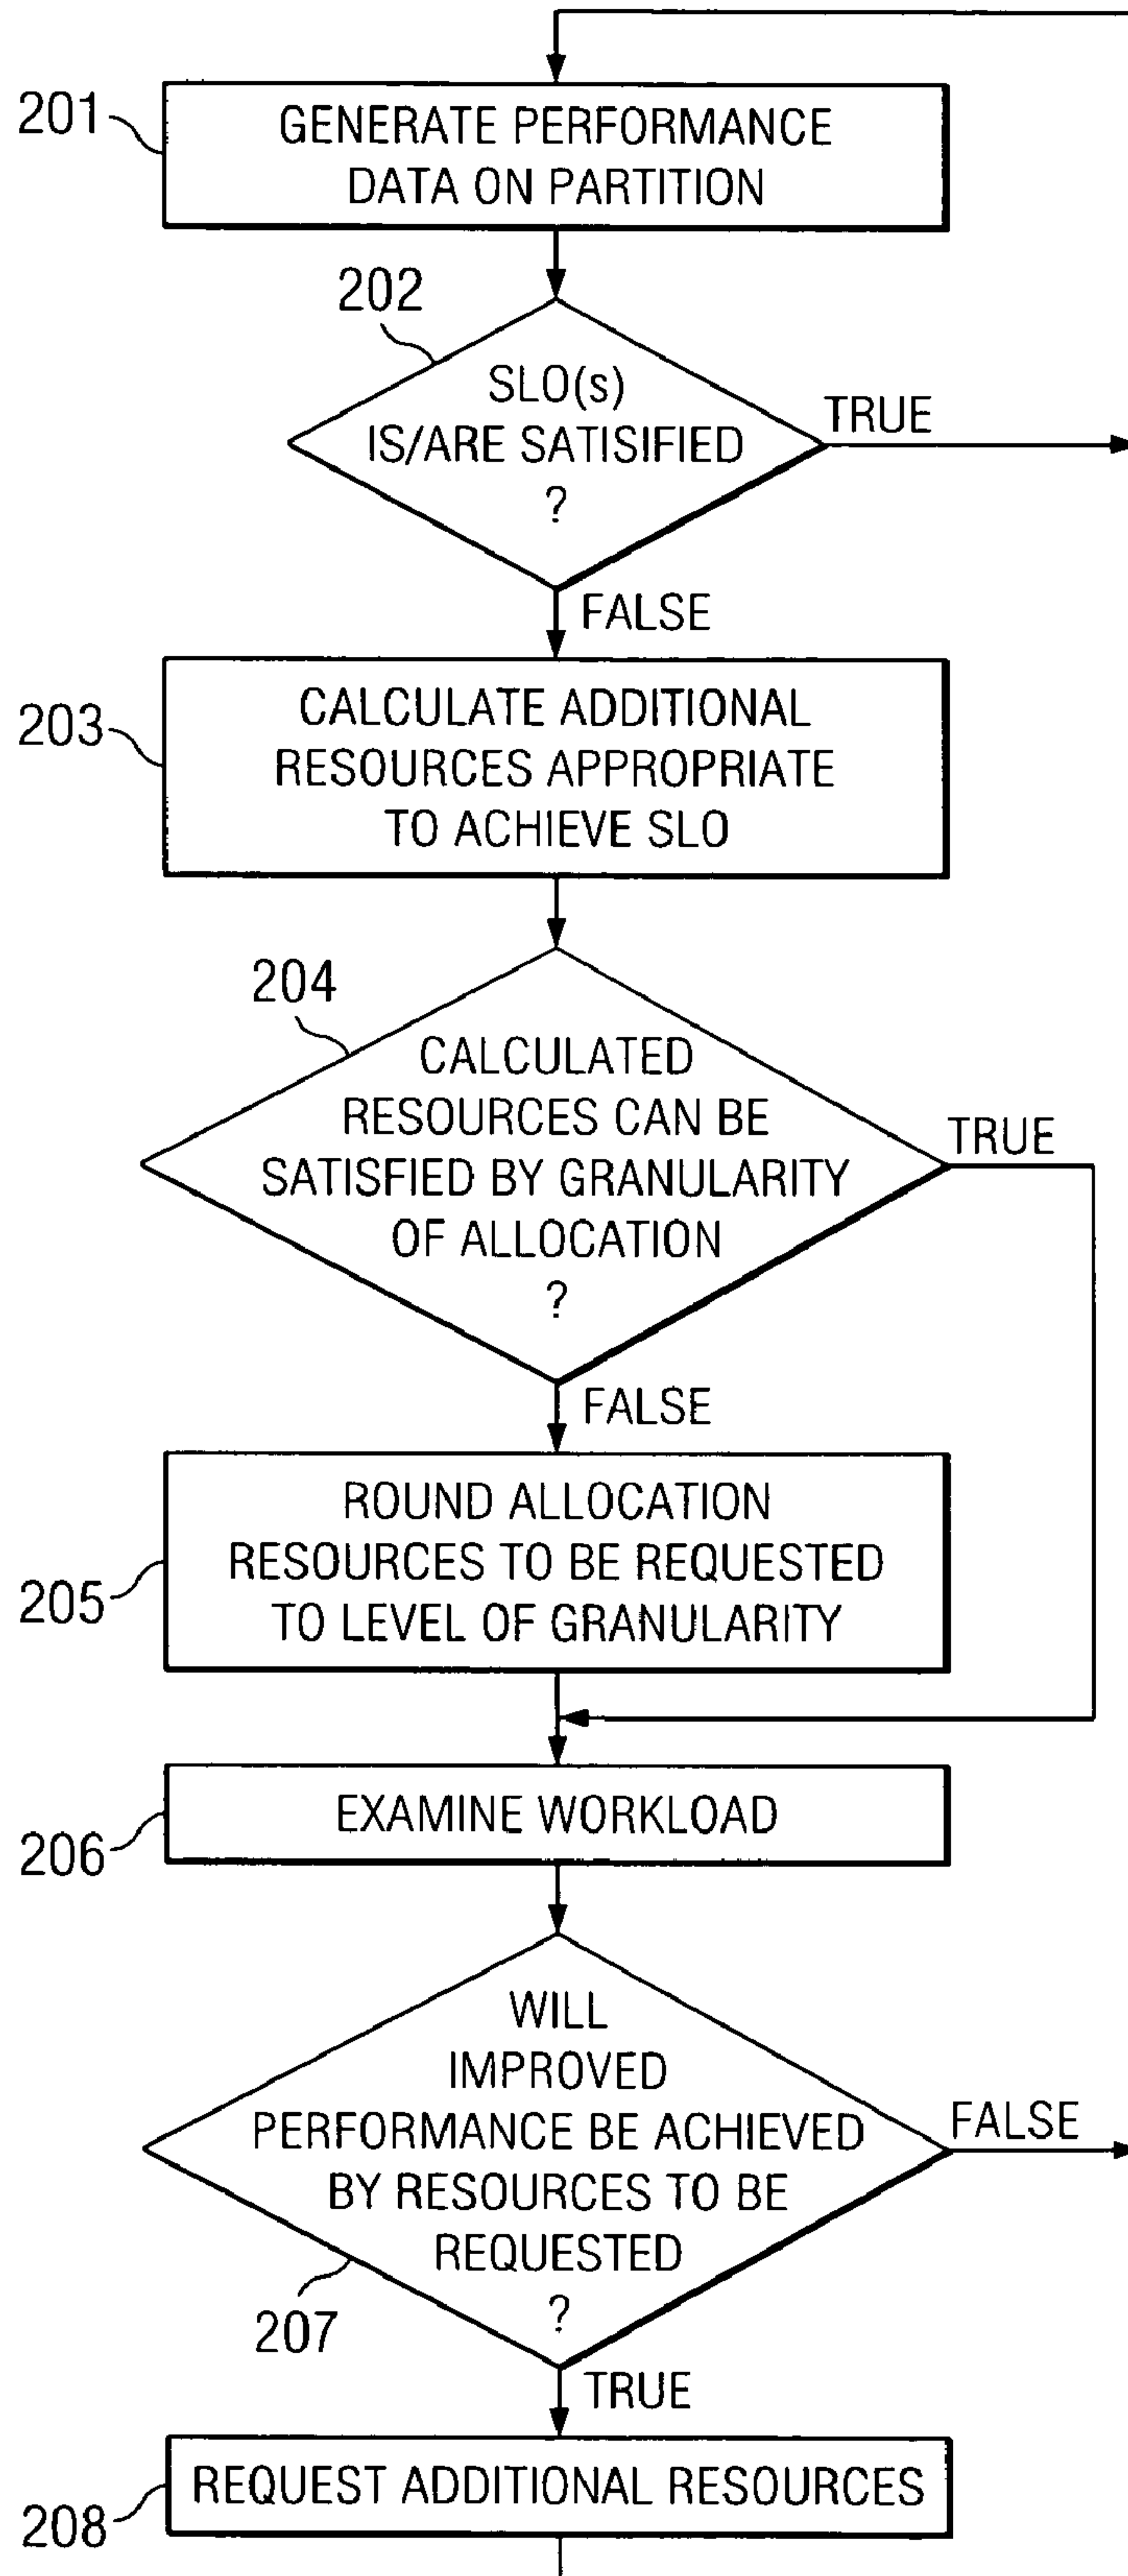 201
GENERATE PERFORMANCE
DATA ON PARTITION
202
SLO(s)
IS/ARE SATISIFIED
?
TRUE
FALSE
203
CALCULATE ADDITIONAL
RESOURCES APPROPRIATE
TO ACHIEVE SLO
204
CALCULATED
RESOURCES CAN BE
SATISFIED BY GRANULARITY
OF ALLOCATION
?
TRUE
FALSE
205
ROUND ALLOCATION
RESOURCES TO BE REQUESTED
TO LEVEL OF GRANULARITY
206
EXAMINE WORKLOAD
WILL
IMPROVED
PERFORMANCE BE ACHIEVED
BY RESOURCES TO BE
REQUESTED
?
FALSE
207
TRUE
REQUEST ADDITIONAL RESOURCES
208